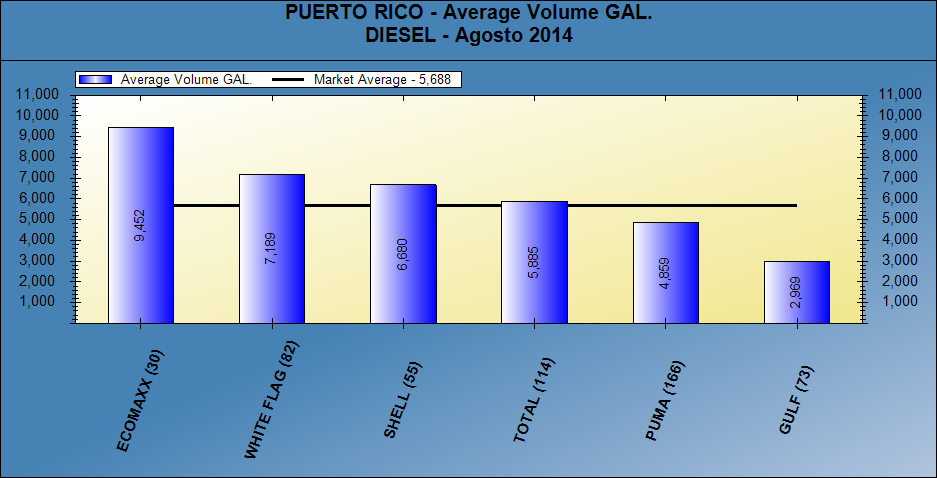 PUERTO RICO - Average Volume GAL.
DIESEL - Agosto 2014
Average Volume GAL. Market Average - 5,688
11,000 11,000
10,000 10,000
9,000 9,000
8,000 8,000
7,000 7,000
6,000 6,000
5,000 5,000
4,000 4,000
3,000 3,000
2,000 2,000
1,000 1,000
9,452
7,189
6,680
5,885
4,859
2,969
ECOMAXX (30)
WHITE FLAG (82)
SHELL (55)
TOTAL (114)
PUMA (166)
GULF (73)